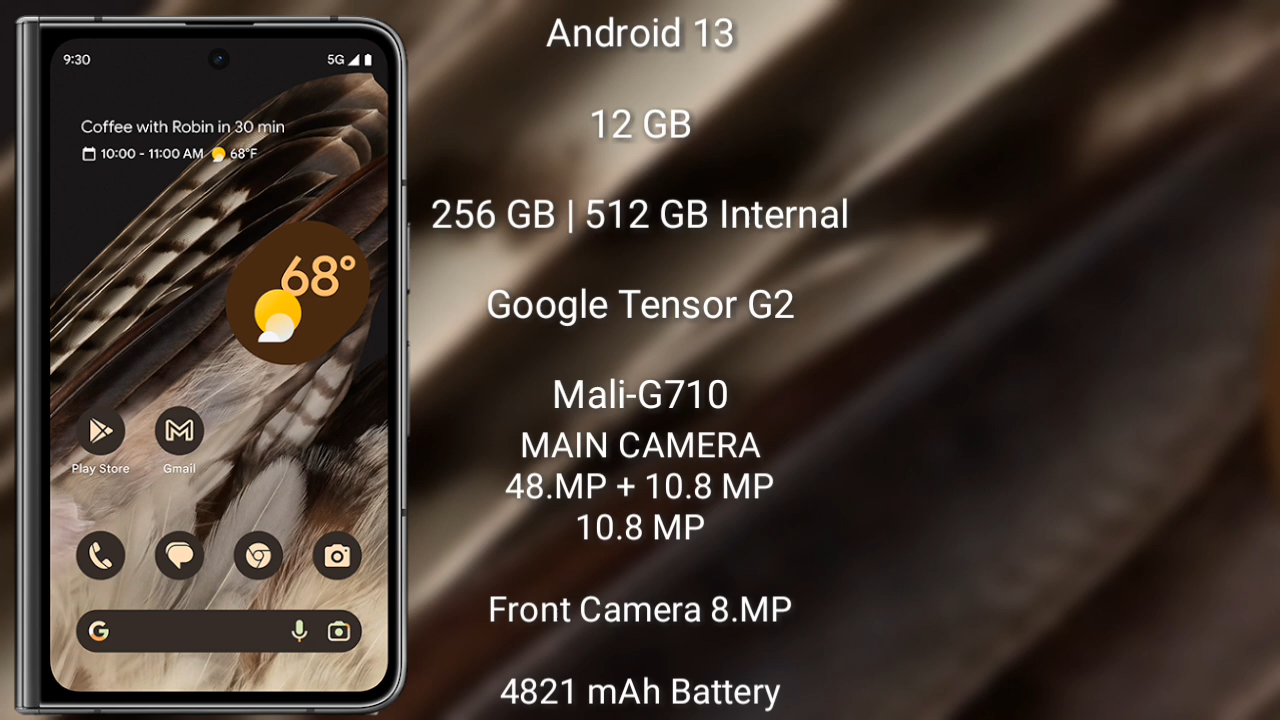 9:30
5G
Coffee with Robin in 30 min
10:00 - 11:00 AM 68°F
68°
Play Store
Gmail
G
Android 13
12 GB
256 GB | 512 GB Internal
Google Tensor G2
Mali-G710
MAIN CAMERA
48.MP + 10.8 MP
10.8 MP
Front Camera 8.MP
4821 mAh Battery